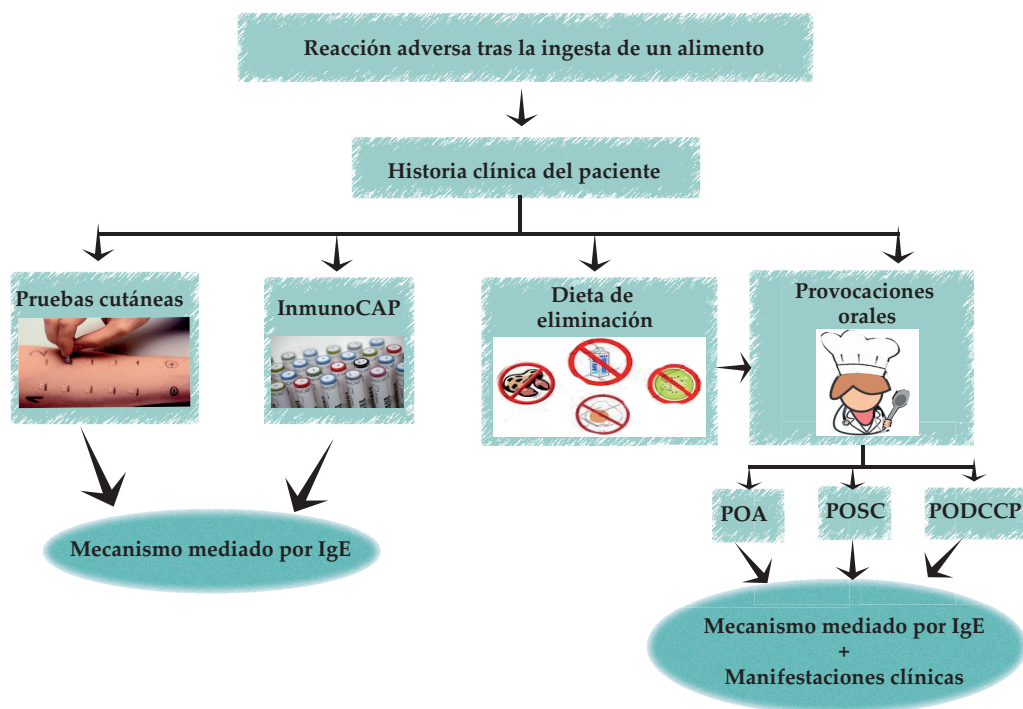 Reacción adversa tras la ingesta de un alimento
Historia clínica del paciente
Pruebas cutáneas
InmunoCAP
Dieta de
eliminación
Provocaciones
orales
POA
POSC
PODCCP
Mecanismo mediado por IgE
Mecanismo mediado por IgE
+
Manifestaciones clínicas